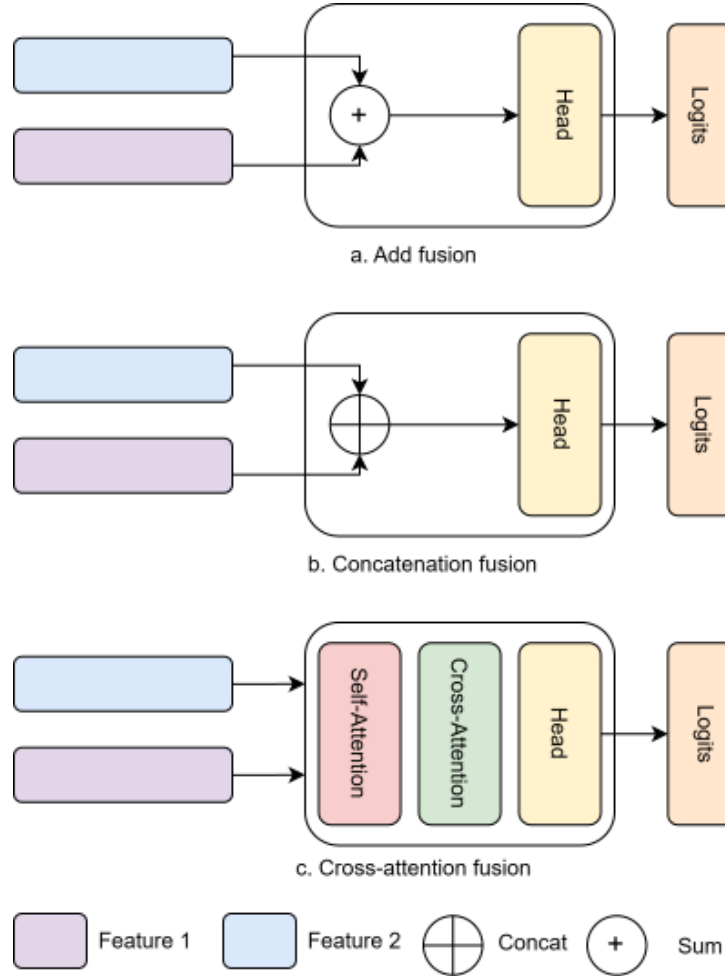 Head
Logits
+
a. Add fusion
Head
Logits
b. Concatenation fusion
Self-Attention
Cross-Attention
Head
Logits
c. Cross-attention fusion
Feature 1
Feature 2
Concat
+
Sum